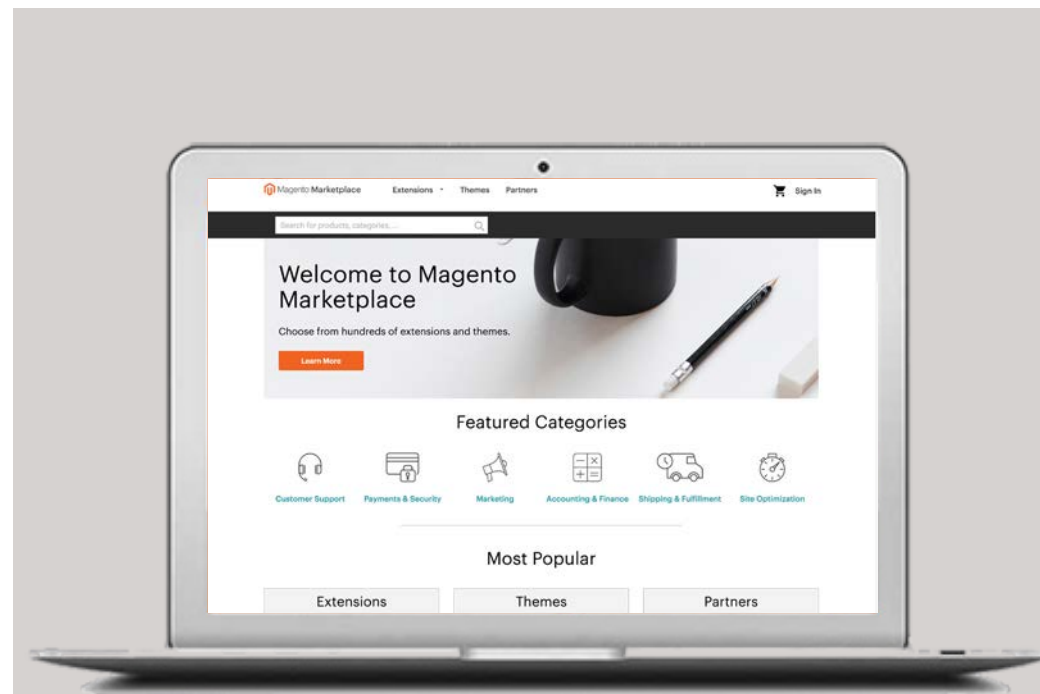 Magento Marketplace Extensions Themes Partners Sign In
Search for products, categories, ...
Welcome to Magento
Marketplace
Choose from hundreds of extensions and themes.
Learn More
Featured Categories
Customer Support Payments & Security Marketing Accounting & Finance Shipping & Fulfillment Site Optimization
Most Popular
Extensions Themes Partners